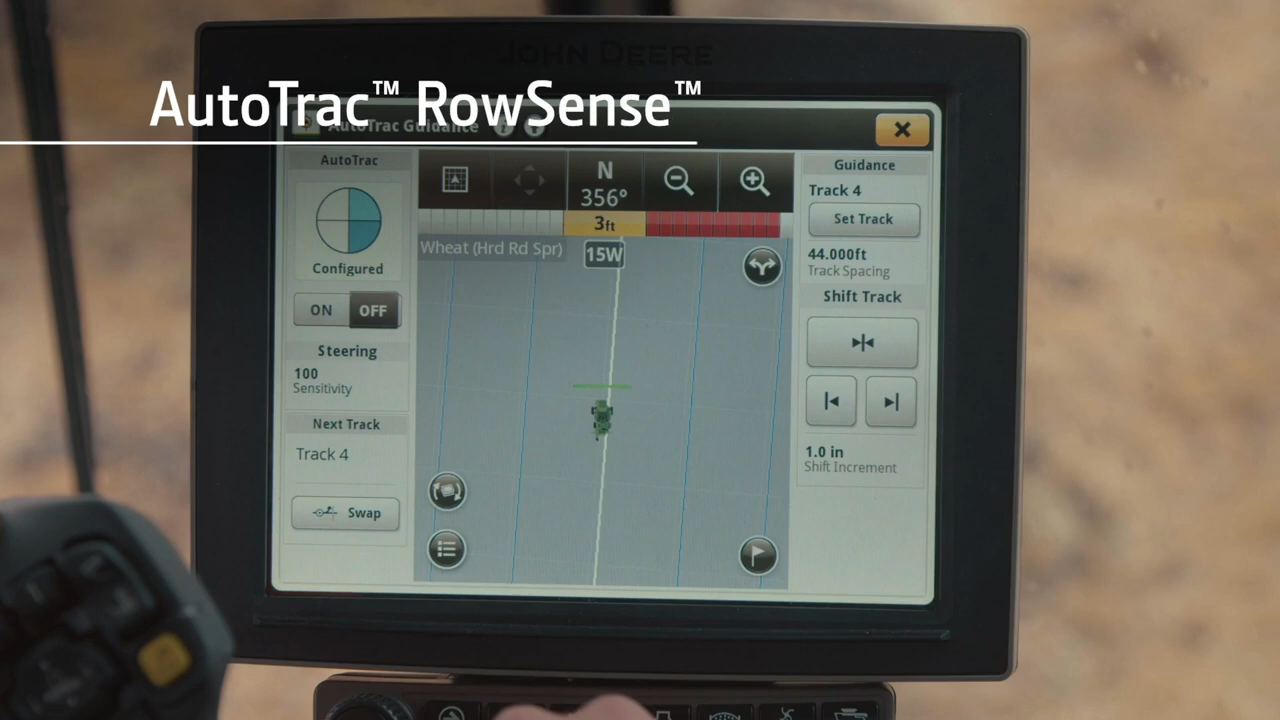 JOHN DEERE
AutoTrac™ RowSense™
AutoTrac Guidance
AutoTrac
Configured
ON OFF
Steering
100
Sensitivity
Next Track
Track 4
Swap
N
356°
3ft
Wheat (Hrd Rd Spr)
15W
Guidance
Track 4
Set Track
44.000ft
Track Spacing
Shift Track
1.0 in
Shift Increment